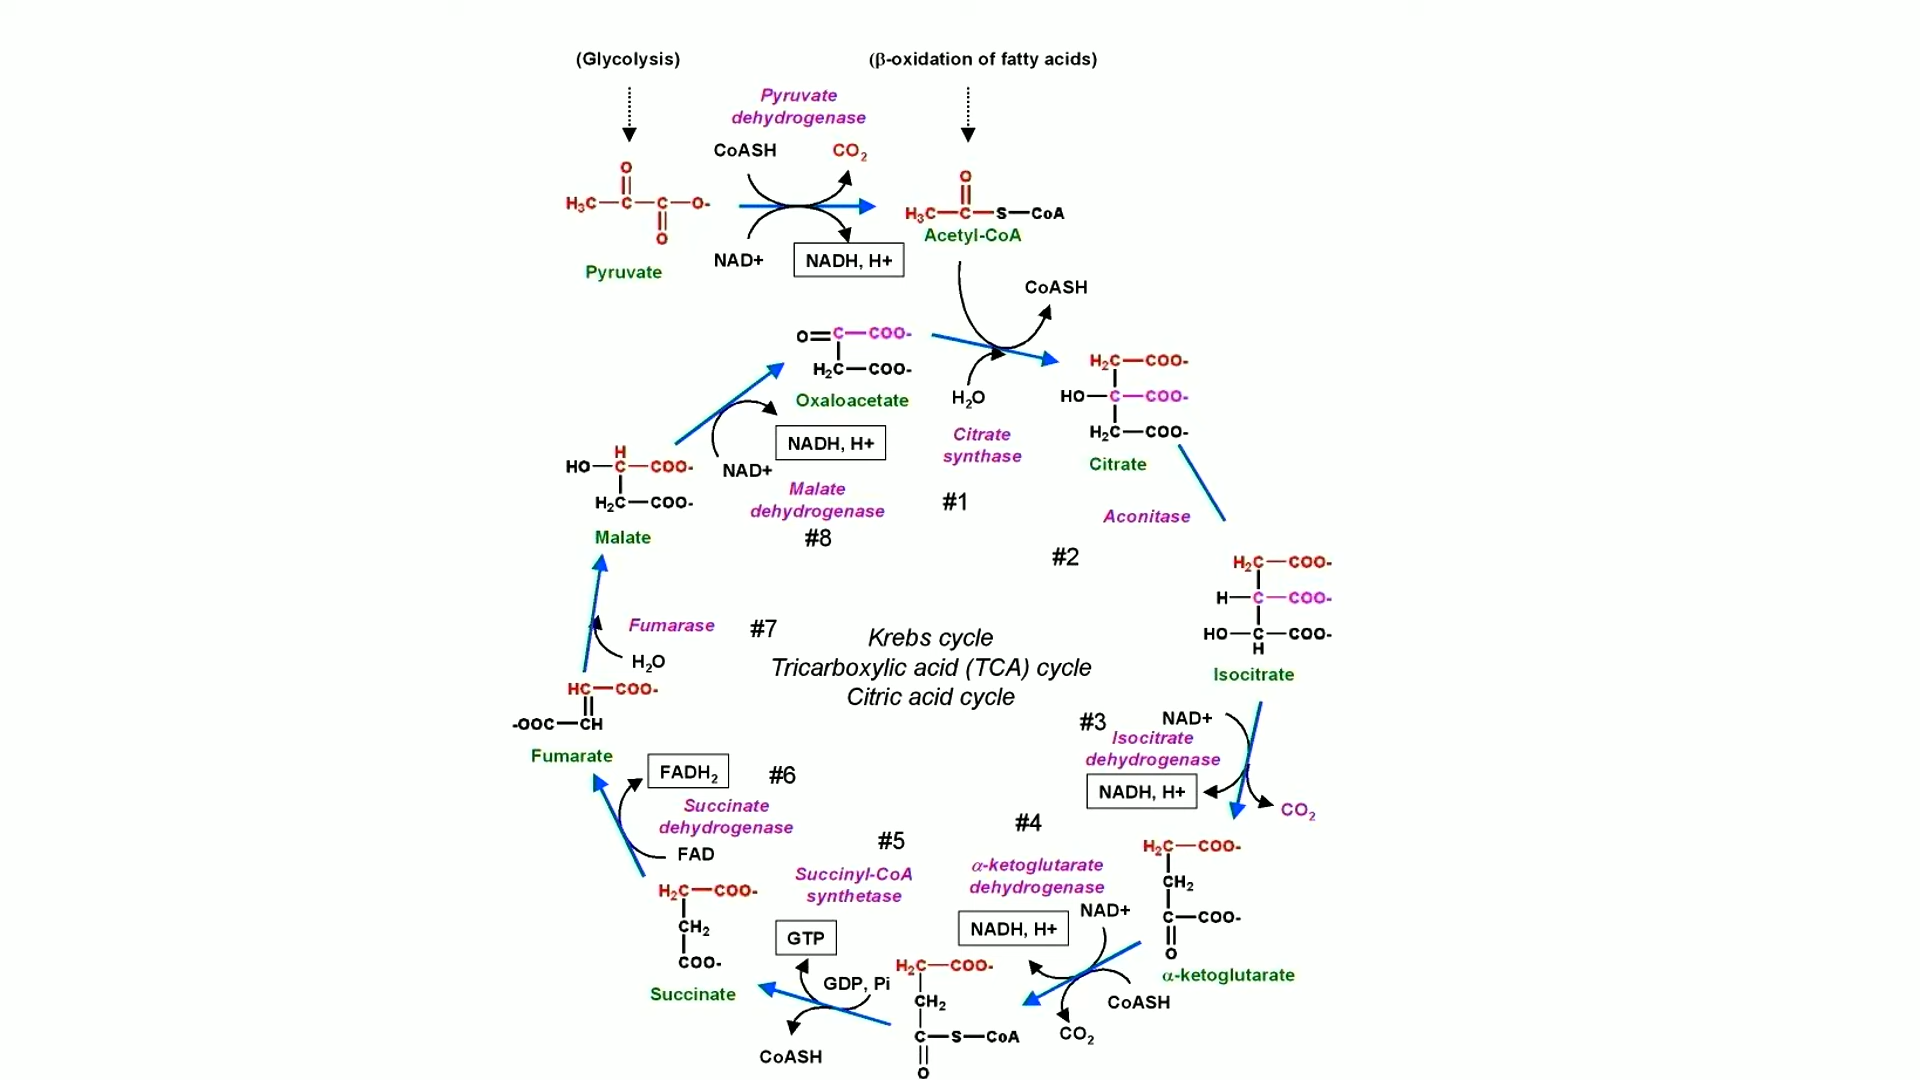 (Glycolysis)
(β-oxidation of fatty acids)
Pyruvate
dehydrogenase
CoASH
CO2
O
H3C—C—C—O-
O
Pyruvate
NAD+
NADH, H+
O
H3C—C—S—CoA
Acetyl-CoA
CoASH
O=C—COO-
H2C—COO-
Oxaloacetate
H2O
Citrate
synthase
#1
H2C—COO-
HO—C—COO-
H2C—COO-
Citrate
Aconitase
#2
H2C—COO-
H—C—COO-
HO—C—COO-
H
Isocitrate
#3
NAD+
Isocitrate
dehydrogenase
NADH, H+
CO2
H2C—COO-
CH2
C—COO-
O
α-ketoglutarate
#4
α-ketoglutarate
dehydrogenase
NAD+
NADH, H+
CoASH
CO2
H2C—COO-
CH2
C—S—CoA
O
#5
Succinyl-CoA
synthetase
GTP
GDP, Pi
CoASH
H2C—COO-
CH2
COO-
Succinate
#6
FADH2
Succinate
dehydrogenase
FAD
HC—COO-
-OOC—CH
Fumarate
#7
Fumarase
H2O
H
HO—C—COO-
H2C—COO-
Malate
NADH, H+
NAD+
Malate
dehydrogenase
#8
Krebs cycle
Tricarboxylic acid (TCA) cycle
Citric acid cycle